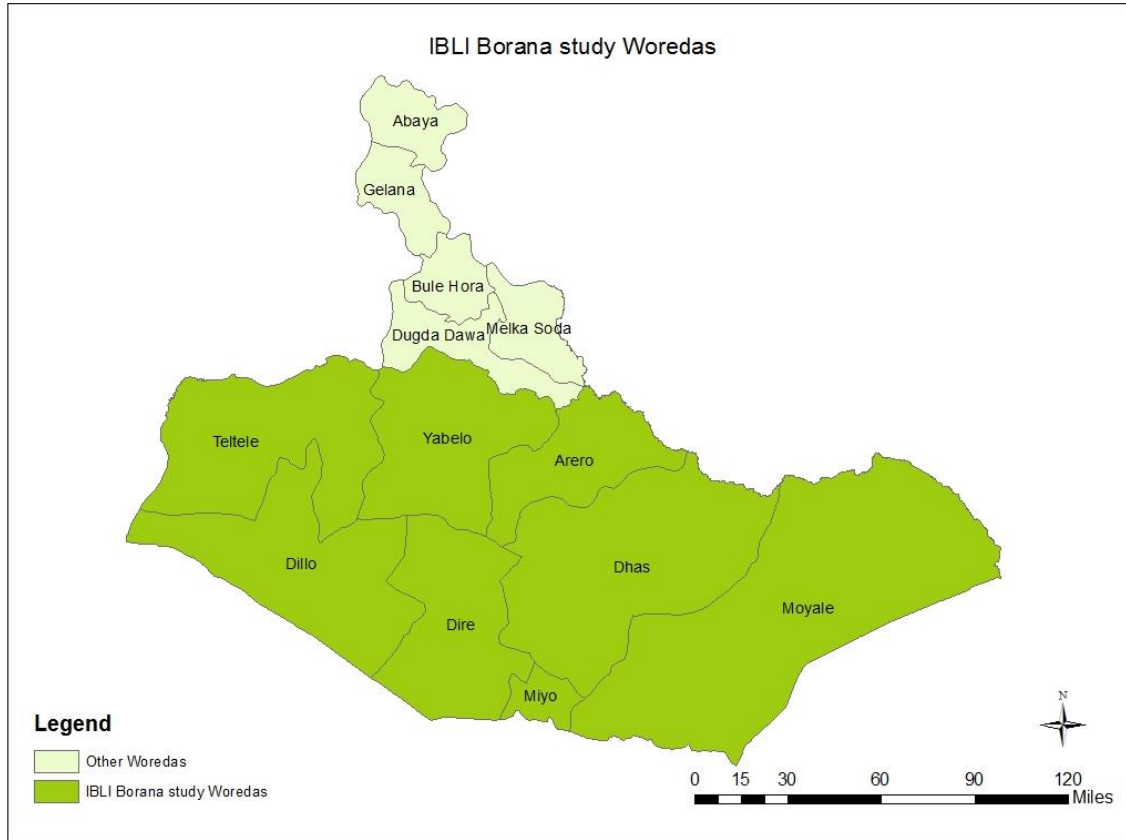 IBLI Borana study Woredas
Abaya
Gelana
Bule Hora
Dugda Dawa
Melka Soda
Teltele
Yabelo
Arero
Dillo
Dhas
Dire
Moyale
Miyo
N
Legend
Other Woredas
IBLI Borana study Woredas
0 15 30 60 90 120
Miles